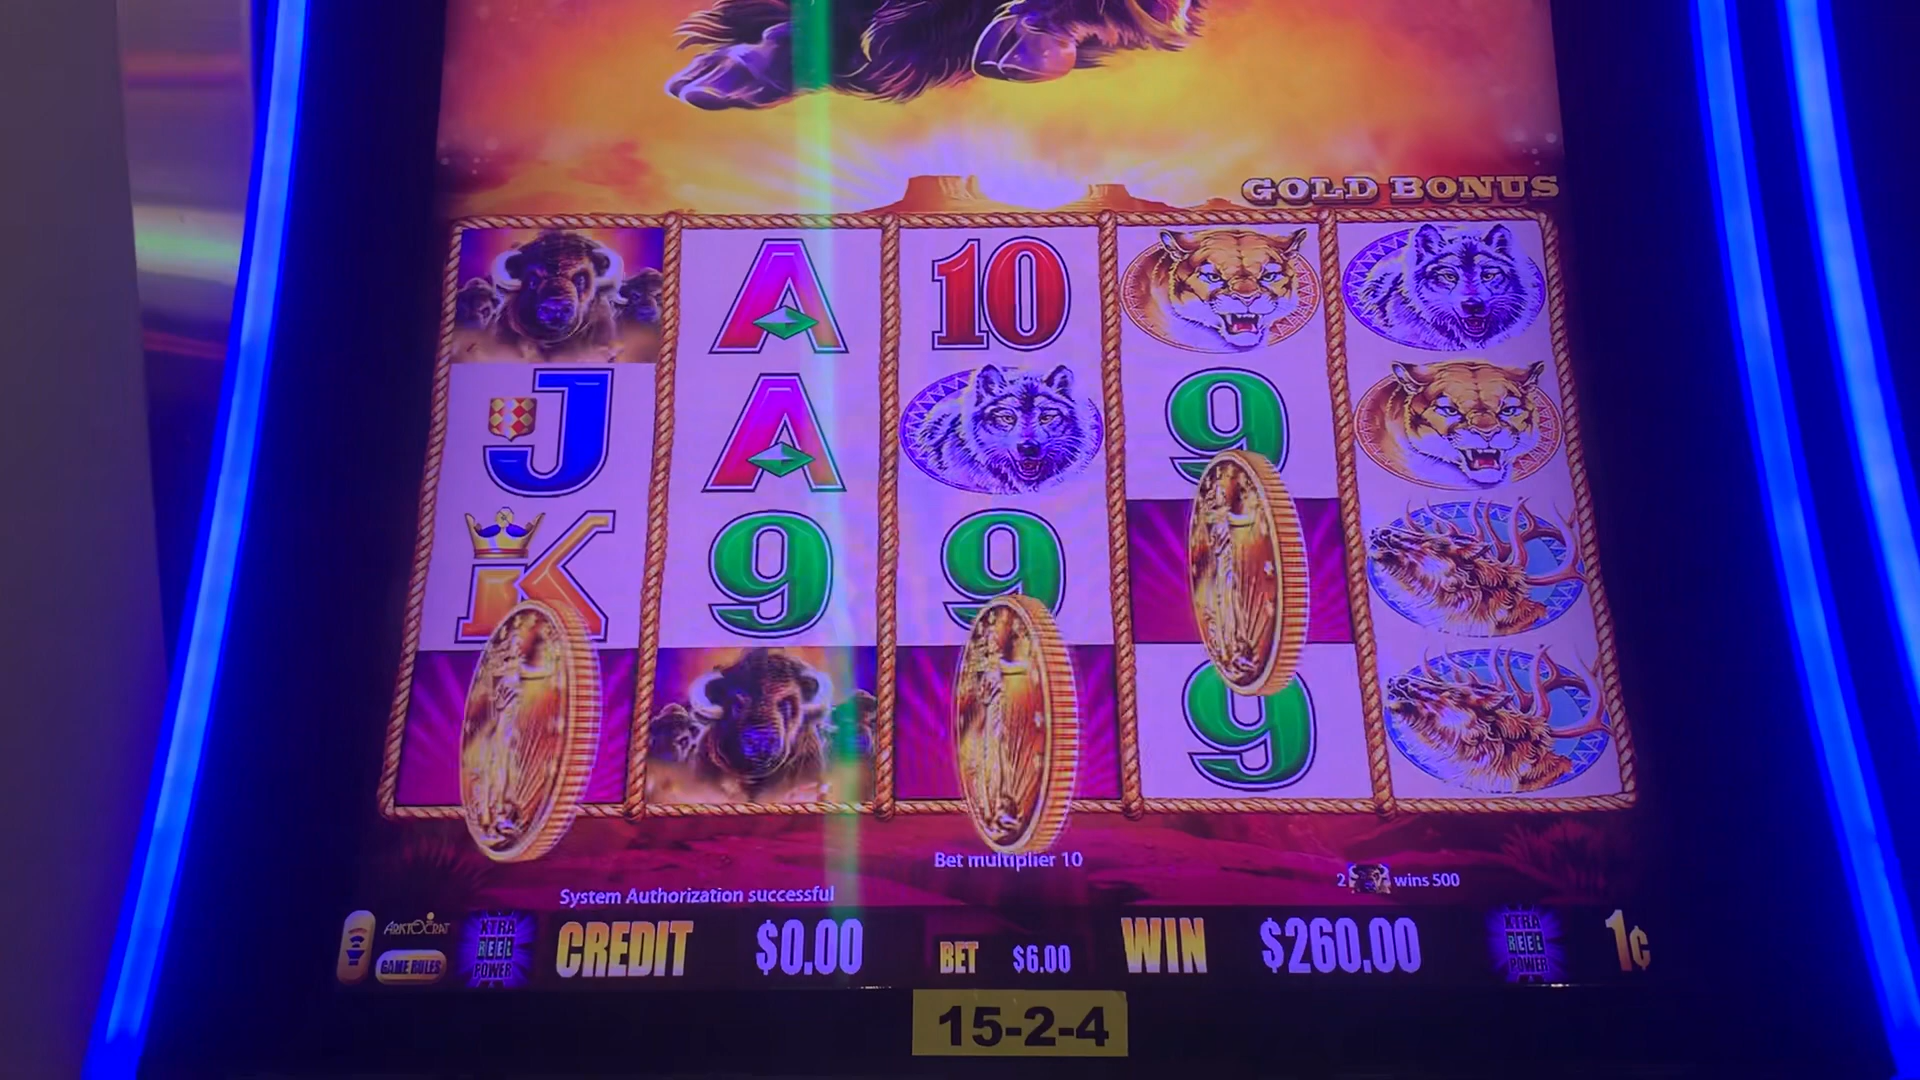 GOLD BONUS
A 10
J A 9
K 9 9
9
Bet multiplier 10
2 wins 500
System Authorization successful
ARISTOCRAT
GAME RULES
XTRA
REEL
POWER
CREDIT $0.00
BET $6.00
WIN $260.00
XTRA
REEL
POWER
1¢
15-2-4